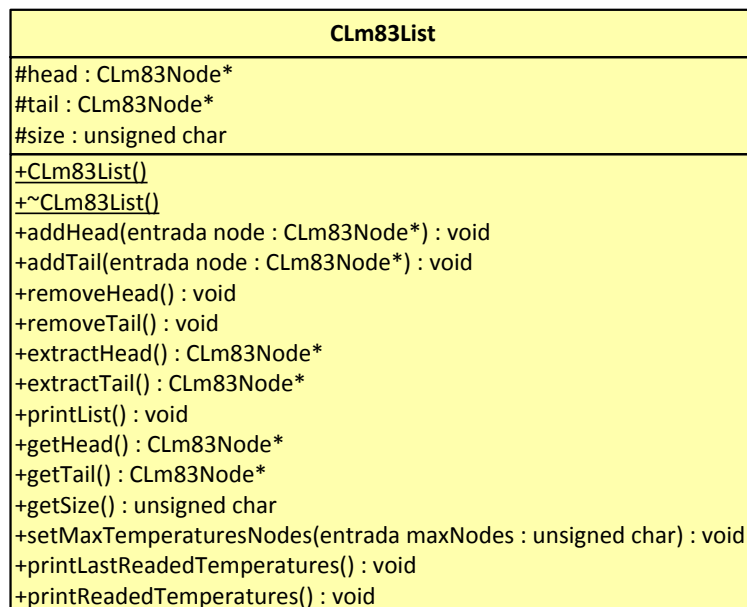 CLm83List
#head : CLm83Node*
#tail : CLm83Node*
#size : unsigned char
+CLm83List()
+~CLm83List()
+addHead(entrada node : CLm83Node*) : void
+addTail(entrada node : CLm83Node*) : void
+removeHead() : void
+removeTail() : void
+extractHead() : CLm83Node*
+extractTail() : CLm83Node*
+printList() : void
+getHead() : CLm83Node*
+getTail() : CLm83Node*
+getSize() : unsigned char
+setMaxTemperaturesNodes(entrada maxNodes : unsigned char) : void
+printLastReadedTemperatures() : void
+printReadedTemperatures() : void